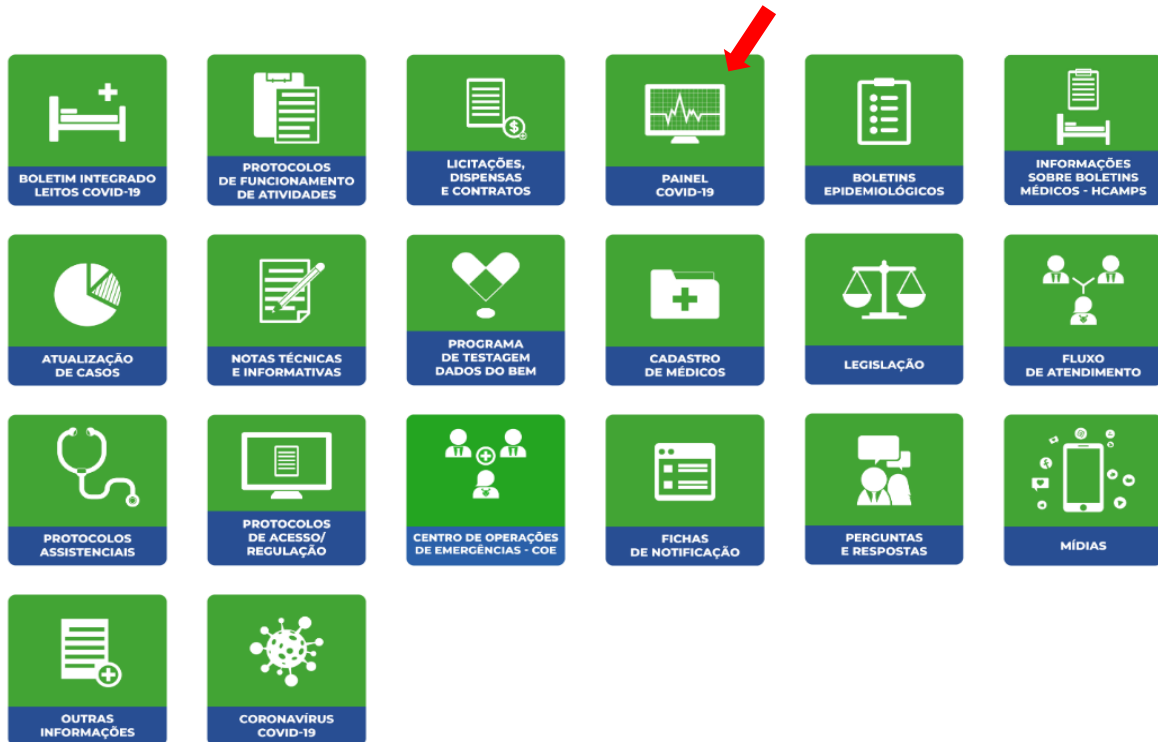 BOLETIM INTEGRADO
LEITOS COVID-19
PROTOCOLOS
DE FUNCIONAMENTO
DE ATIVIDADES
LICITAÇÕES,
DISPENSAS
E CONTRATOS
PAINEL
COVID-19
BOLETINS
EPIDEMIOLÓGICOS
INFORMAÇÕES
SOBRE BOLETINS
MÉDICOS - HCAMPS
ATUALIZAÇÃO
DE CASOS
NOTAS TÉCNICAS
E INFORMATIVAS
PROGRAMA
DE TESTAGEM
DADOS DO BEM
CADASTRO
DE MÉDICOS
LEGISLAÇÃO
FLUXO
DE ATENDIMENTO
PROTOCOLOS
ASSISTENCIAIS
PROTOCOLOS
DE ACESSO/
REGULAÇÃO
CENTRO DE OPERAÇÕES
DE EMERGÊNCIAS - COE
FICHAS
DE NOTIFICAÇÃO
PERGUNTAS
E RESPOSTAS
MÍDIAS
OUTRAS
INFORMAÇÕES
CORONAVÍRUS
COVID-19